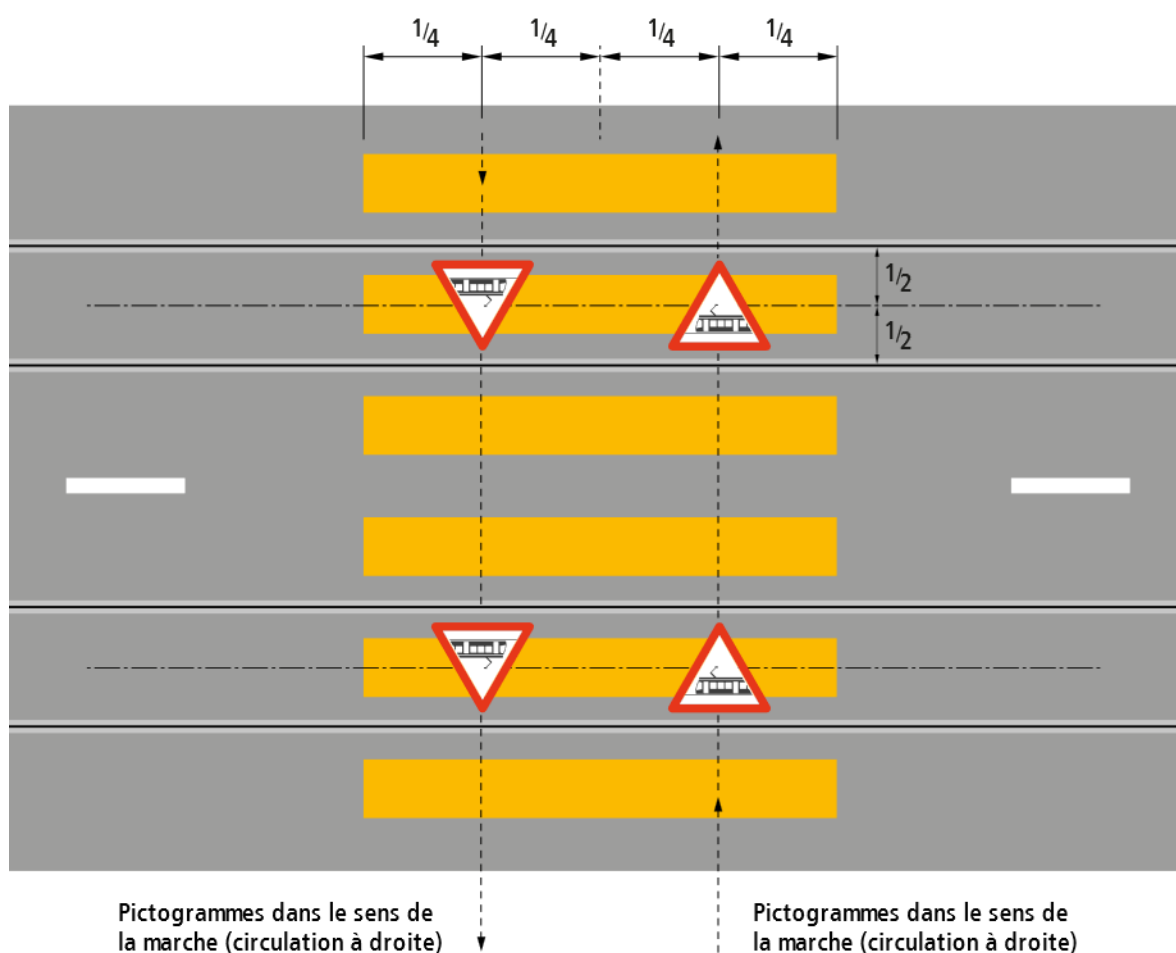 1/4 1/4 1/4 1/4
1/2
1/2
Pictogrammes dans le sens de
la marche (circulation à droite)
Pictogrammes dans le sens de
la marche (circulation à droite)